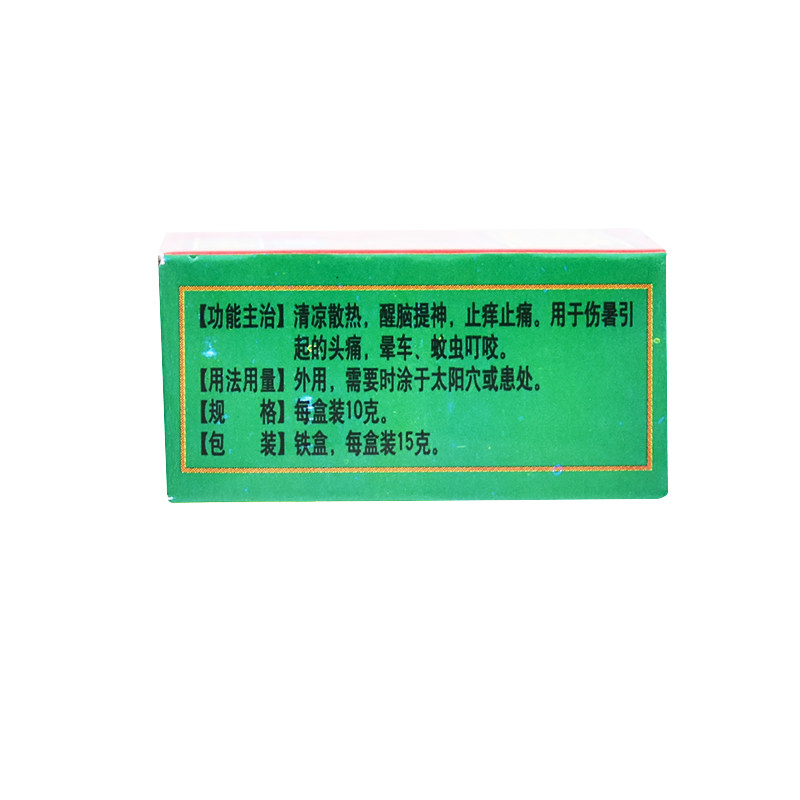 【功能主治】清凉散热，醒脑提神，止痒止痛。用于伤暑引
起的头痛，晕车、蚊虫叮咬。
【用法用量】外用，需要时涂于太阳穴或患处。
【规 格】每盒装10克。
【包 装】铁盒，每盒装15克。